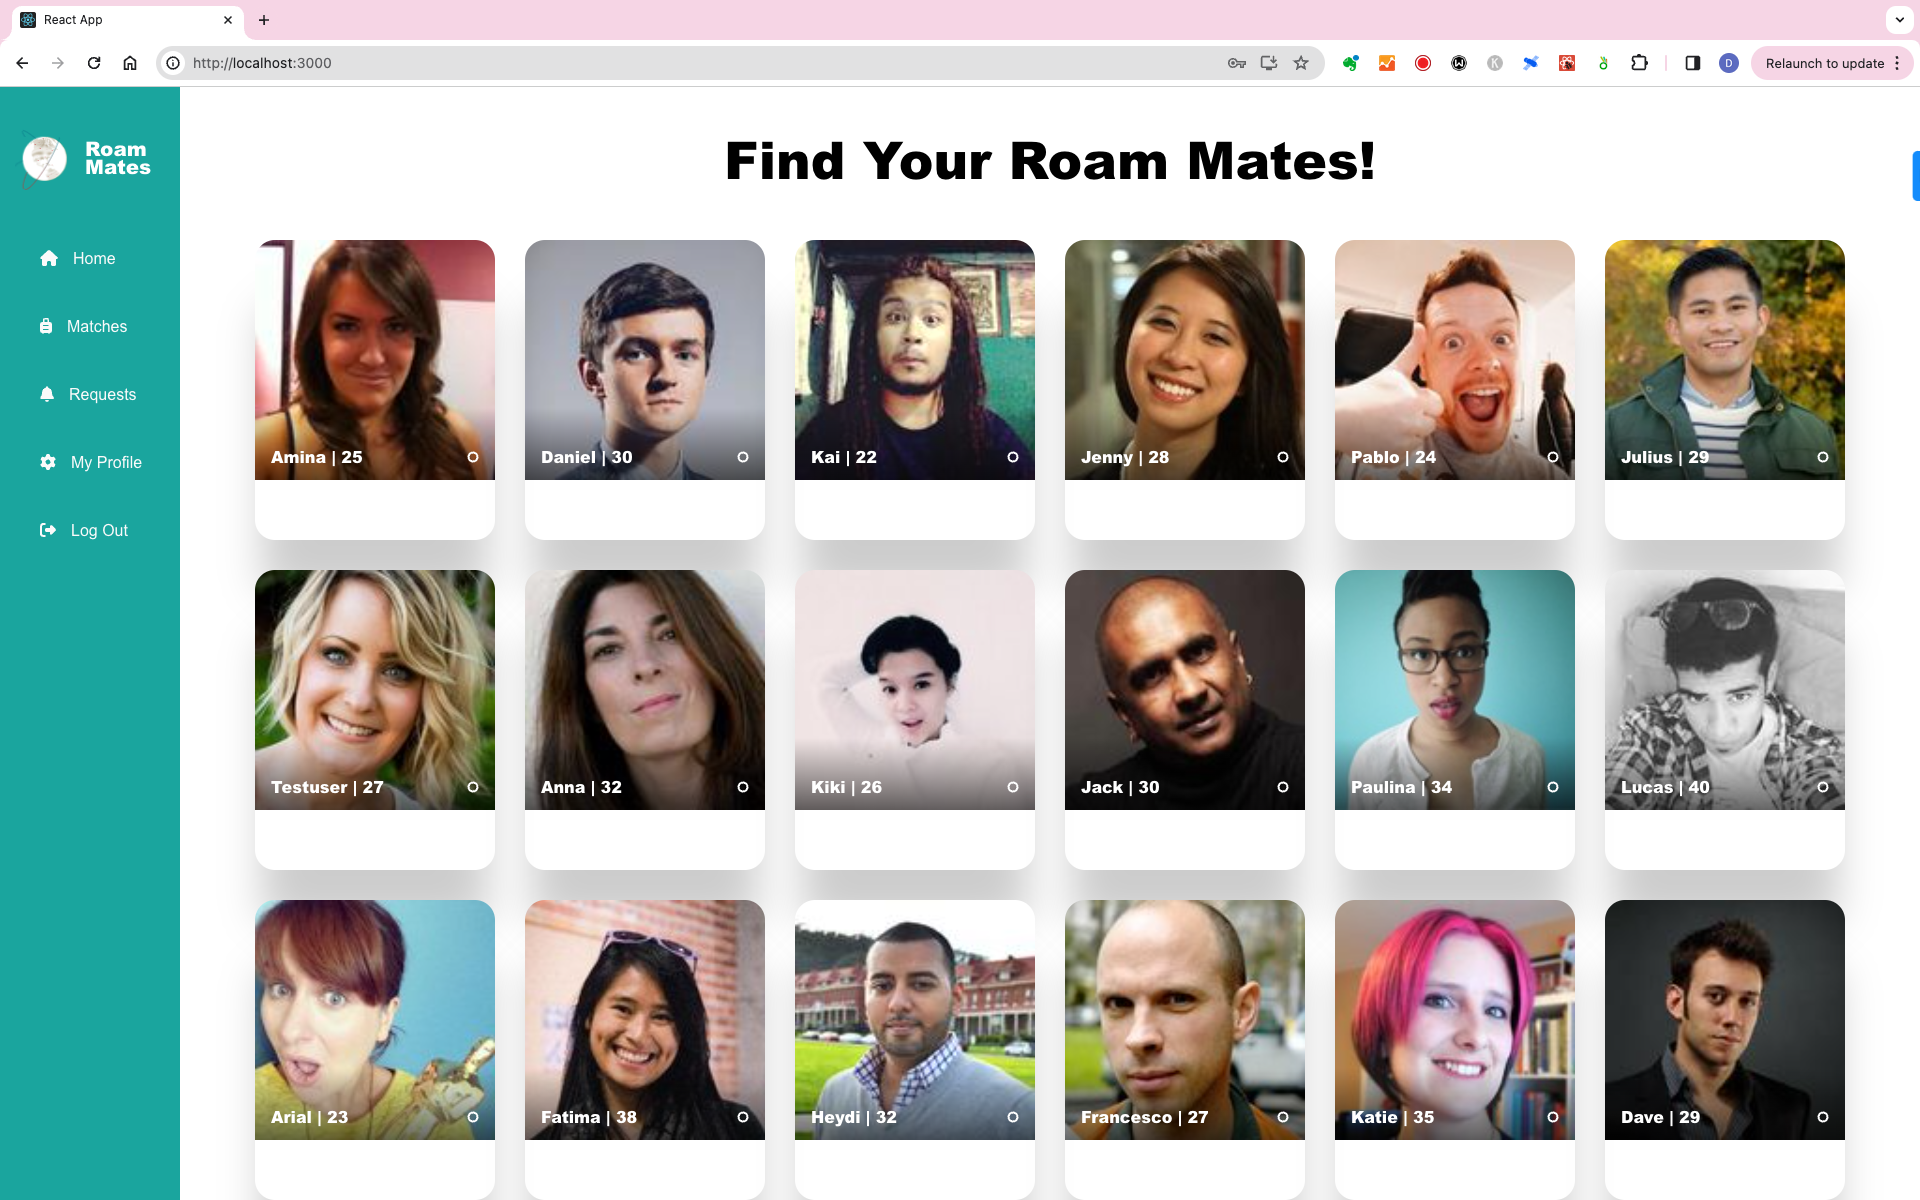 React App
http://localhost:3000
D
Relaunch to update
Roam
Mates
Home
Matches
Requests
My Profile
Log Out
Find Your Roam Mates!
Amina | 25
Daniel | 30
Kai | 22
Jenny | 28
Pablo | 24
Julius | 29
Testuser | 27
Anna | 32
Kiki | 26
Jack | 30
Paulina | 34
Lucas | 40
Arial | 23
Fatima | 38
Heydi | 32
Francesco | 27
Katie | 35
Dave | 29